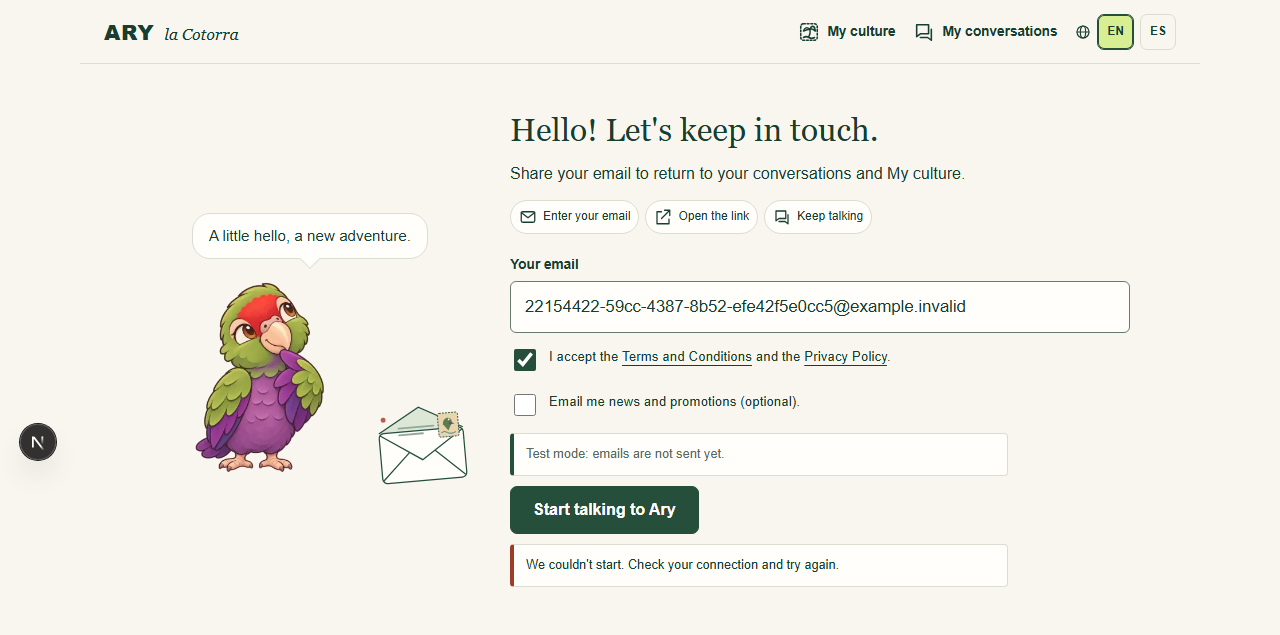 ARY la Cotorra
My culture
My conversations
EN
ES
Hello! Let's keep in touch.
Share your email to return to your conversations and My culture.
Enter your email
Open the link
Keep talking
A little hello, a new adventure.
Your email
22154422-59cc-4387-8b52-efe42f5e0cc5@example.invalid
I accept the Terms and Conditions and the Privacy Policy.
Email me news and promotions (optional).
N
Test mode: emails are not sent yet.
Start talking to Ary
We couldn't start. Check your connection and try again.